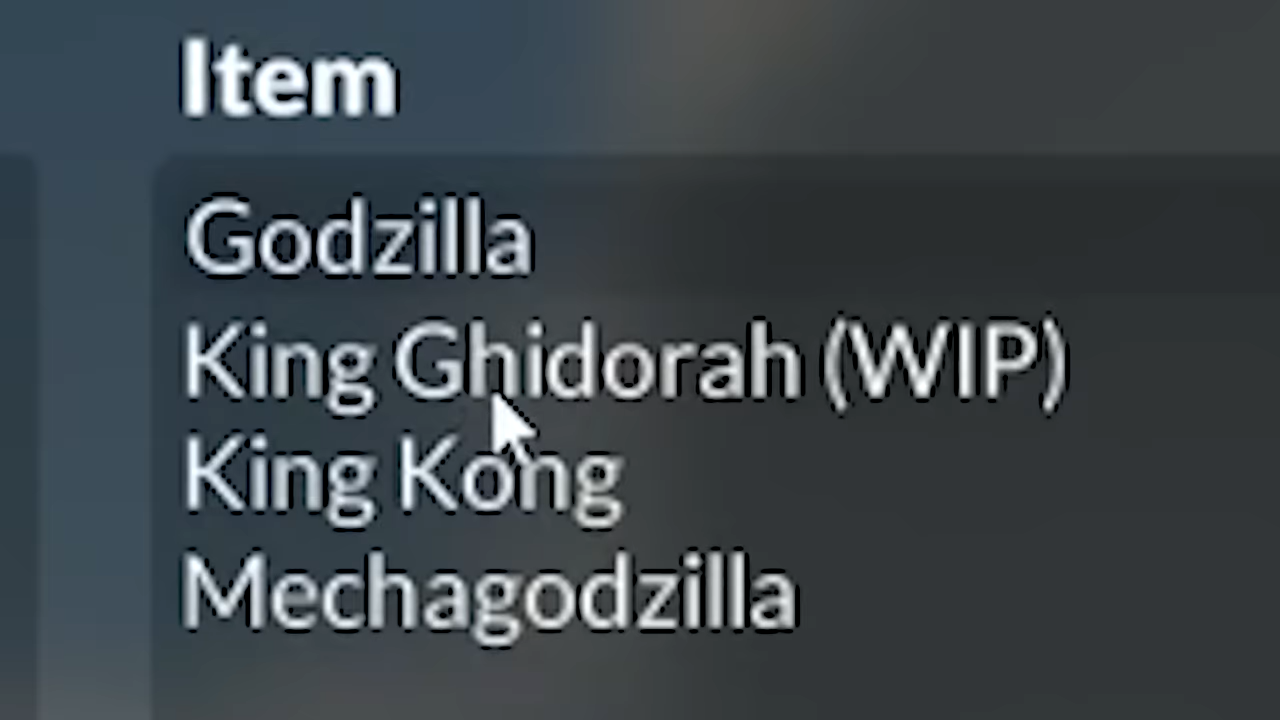 Item
Godzilla
King Ghidorah (WIP)
King Kong
Mechagodzilla